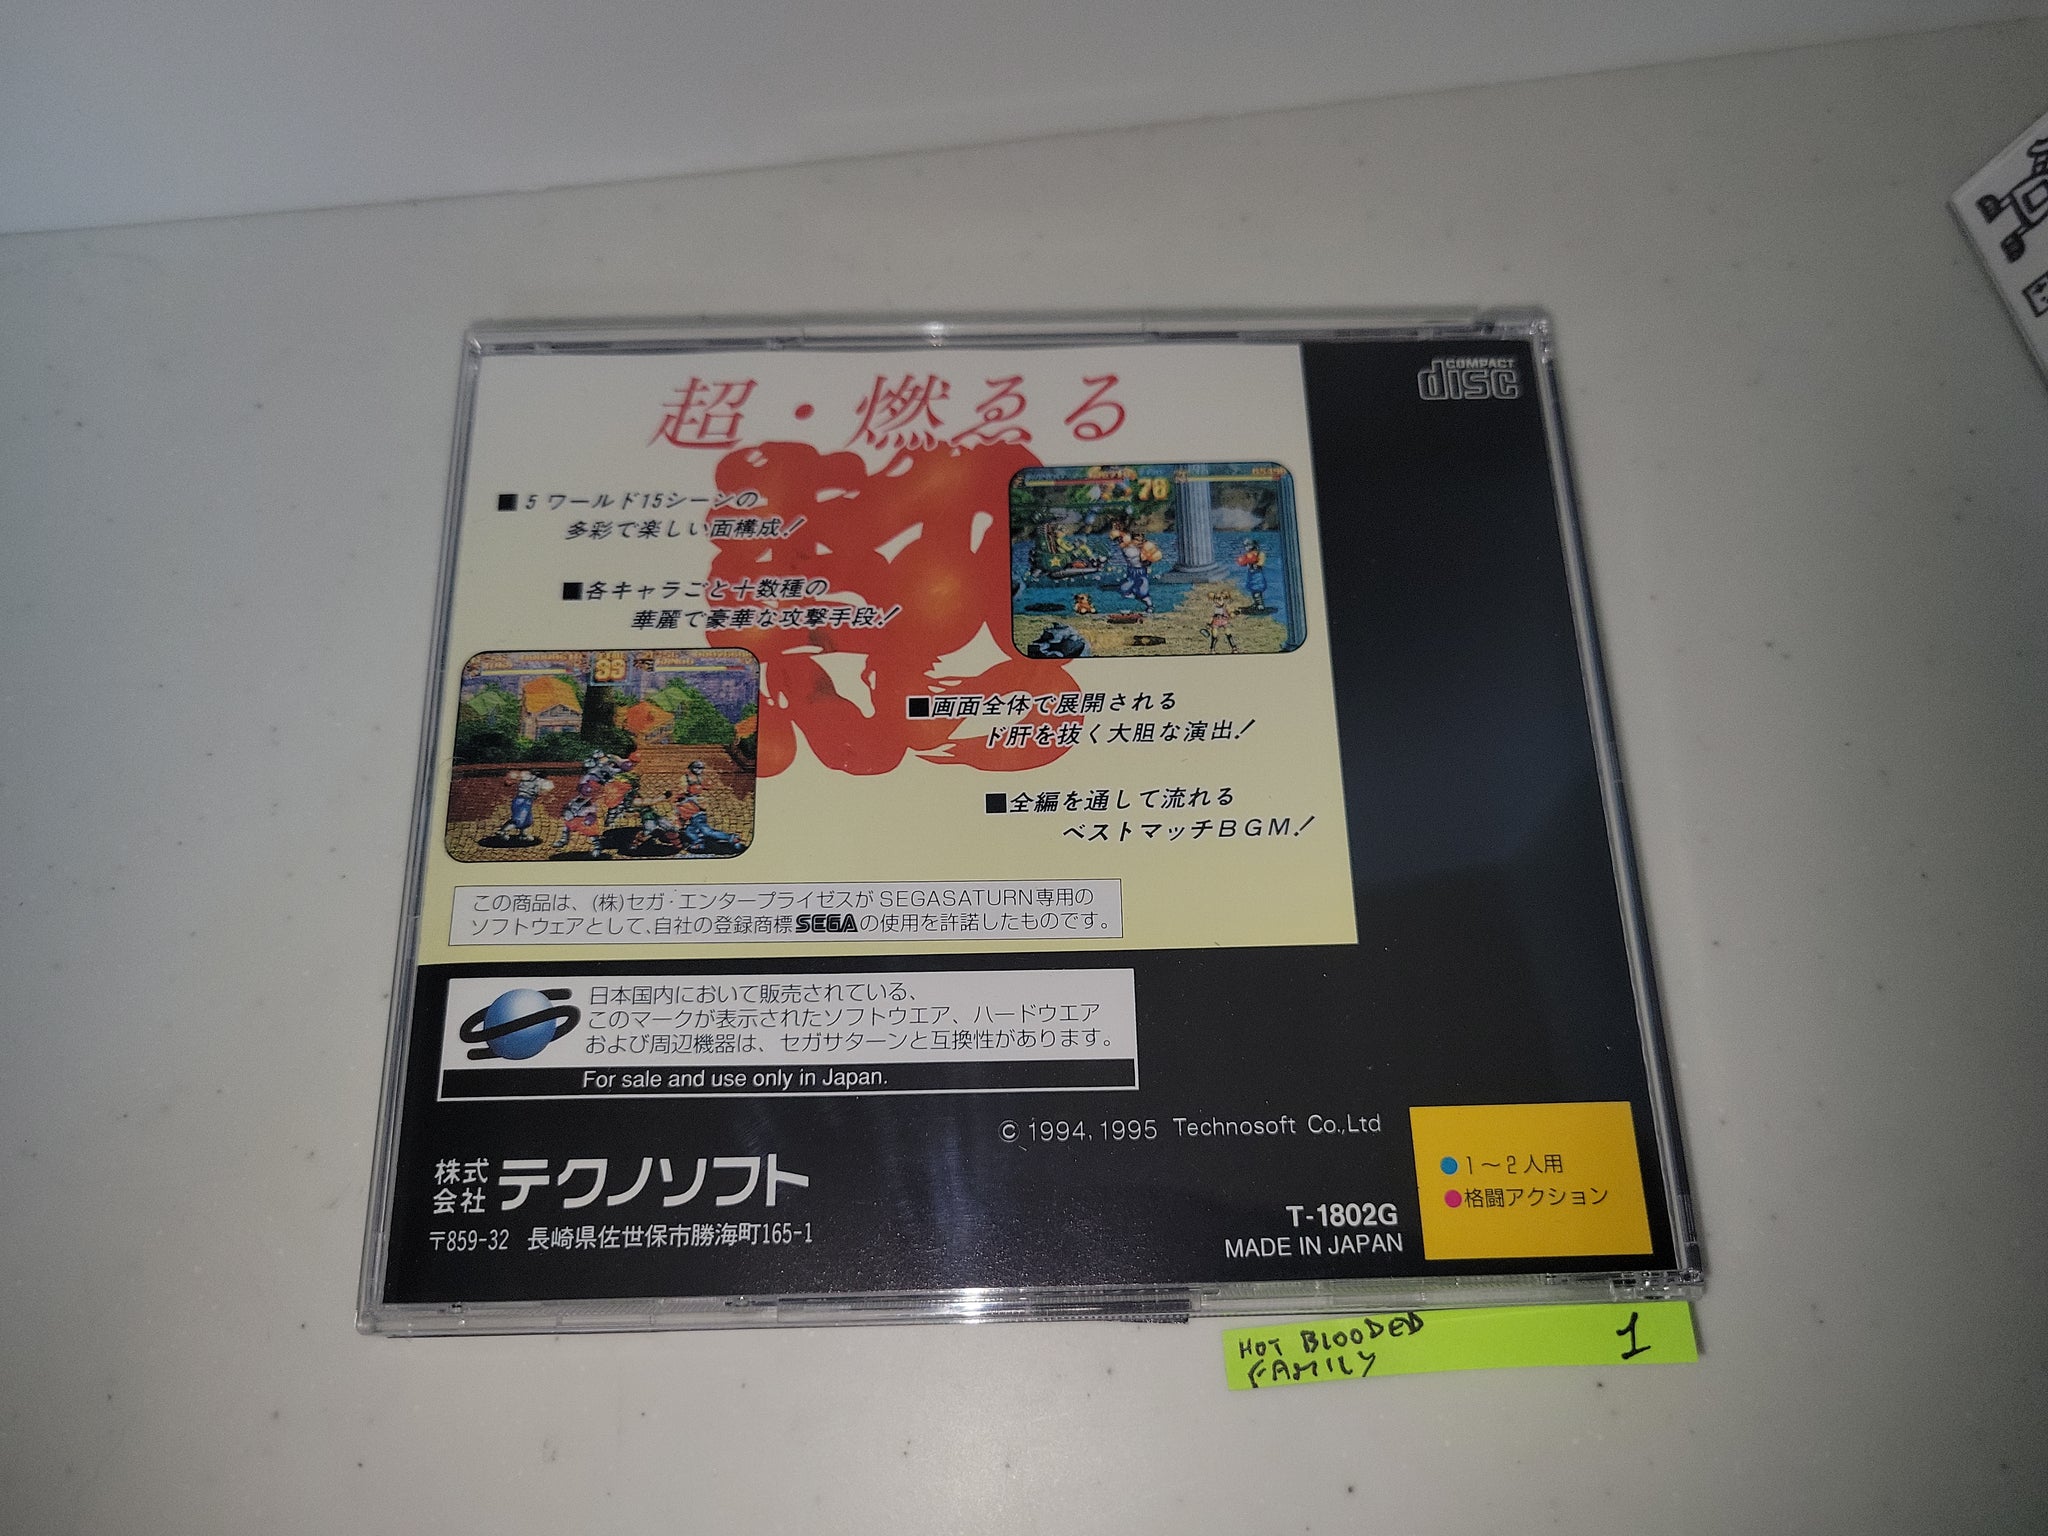 COMPACT
disc
超・燃ゑる
■5ワールド15シーンの
多彩で楽しい面構成!
■各キャラごと十数種の
華麗で豪華な攻撃手段!
70
99
■画面全体で展開される
ド肝を抜く大胆な演出!
■全編を通して流れる
ベストマッチBGM!
この商品は、(株)セガ・エンタープライゼスがSEGASATURN専用の
ソフトウェアとして、自社の登録商標SEGAの使用を許諾したものです。
日本国内において販売されている、
このマークが表示されたソフトウエア、ハードウエア
および周辺機器は、セガサターンと互換性があります。
For sale and use only in Japan.
© 1994, 1995 Technosoft Co.,Ltd
株式会社テクノソフト
〒859-32 長崎県佐世保市勝海町165-1
T-1802G
MADE IN JAPAN
●1~2人用
●格闘アクション
HOT BLOODED
FAMILY
1